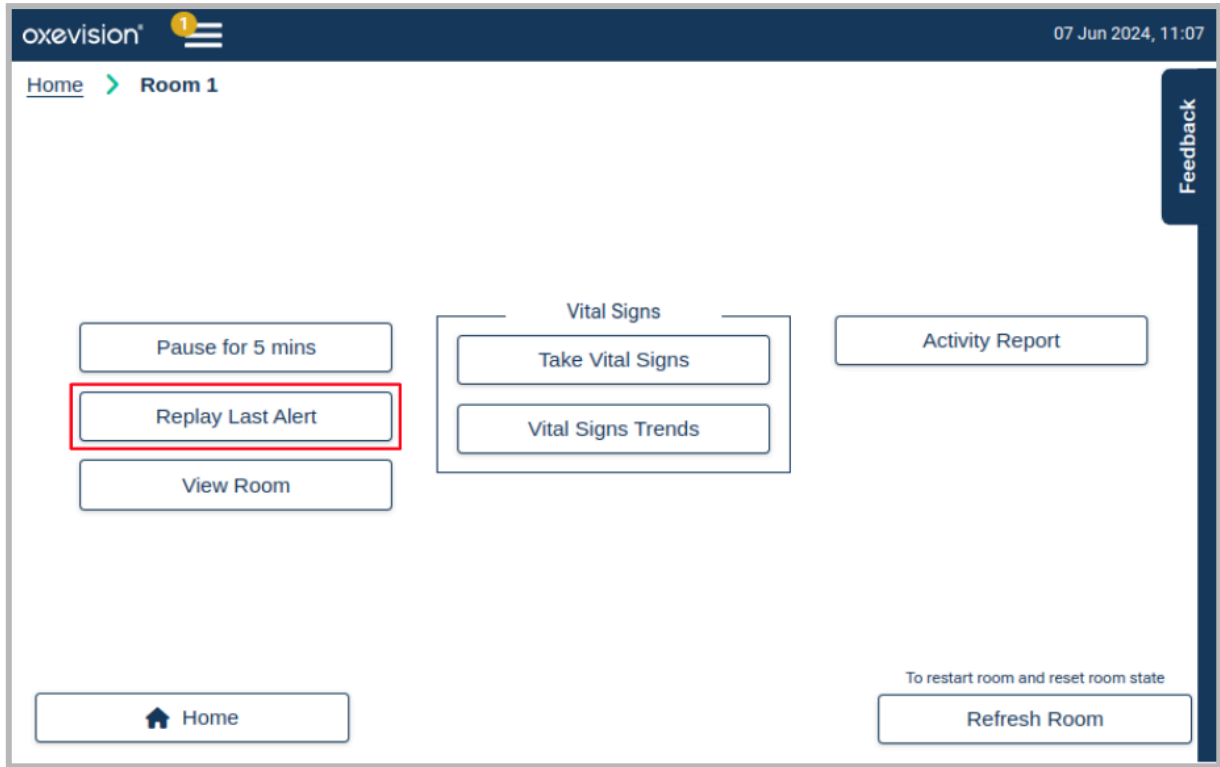 oxevision®
1
07 Jun 2024, 11:07
Home > Room 1
Feedback
Pause for 5 mins
Replay Last Alert
View Room
Vital Signs
Take Vital Signs
Vital Signs Trends
Activity Report
Home
To restart room and reset room state
Refresh Room